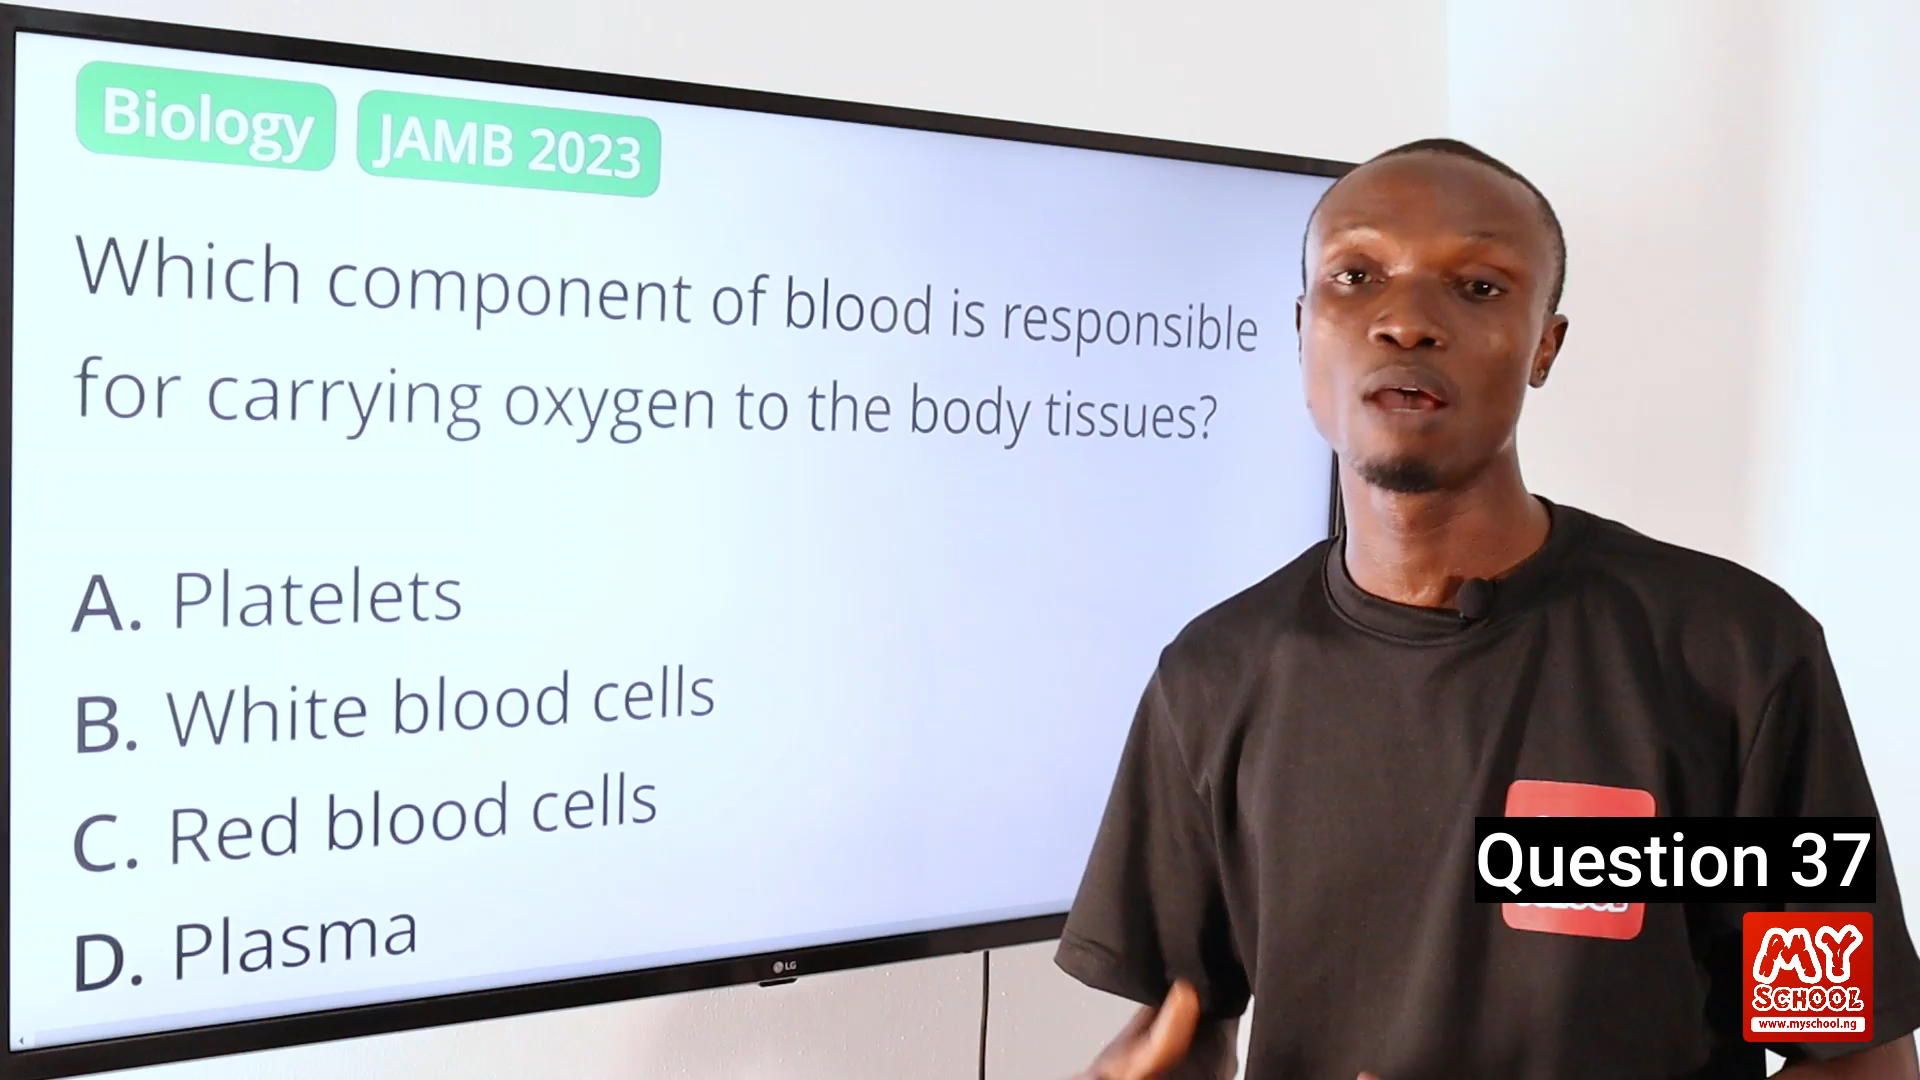 Biology JAMB 2023
Which component of blood is responsible
for carrying oxygen to the body tissues?
A. Platelets
B. White blood cells
C. Red blood cells
D. Plasma
LG
Question 37
MY
SCHOOL
www.myschool.ng